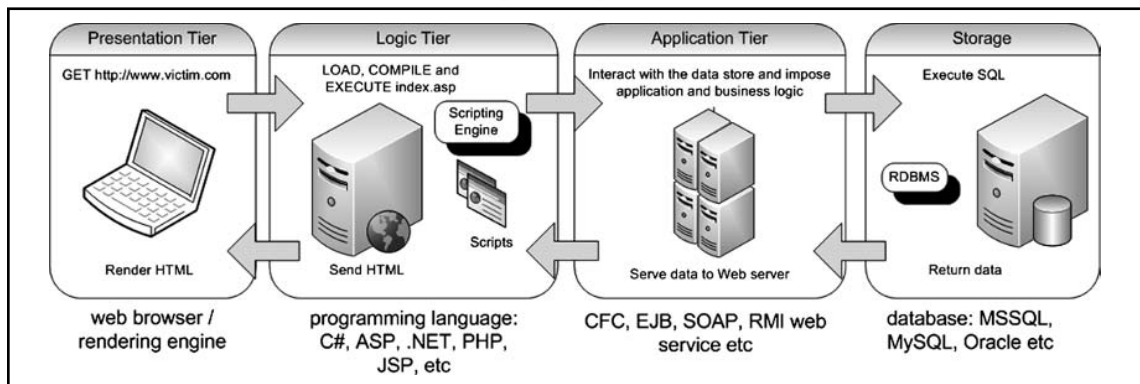 Presentation Tier
GET http://www.victim.com
Render HTML
web browser /
rendering engine
Logic Tier
LOAD, COMPILE and
EXECUTE index.asp
Scripting
Engine
Scripts
Send HTML
programming language:
C#, ASP, .NET, PHP,
JSP, etc
Application Tier
Interact with the data store and impose
application and business logic
Serve data to Web server
CFC, EJB, SOAP, RMI web
service etc
Storage
Execute SQL
RDBMS
Return data
database: MSSQL,
MySQL, Oracle etc